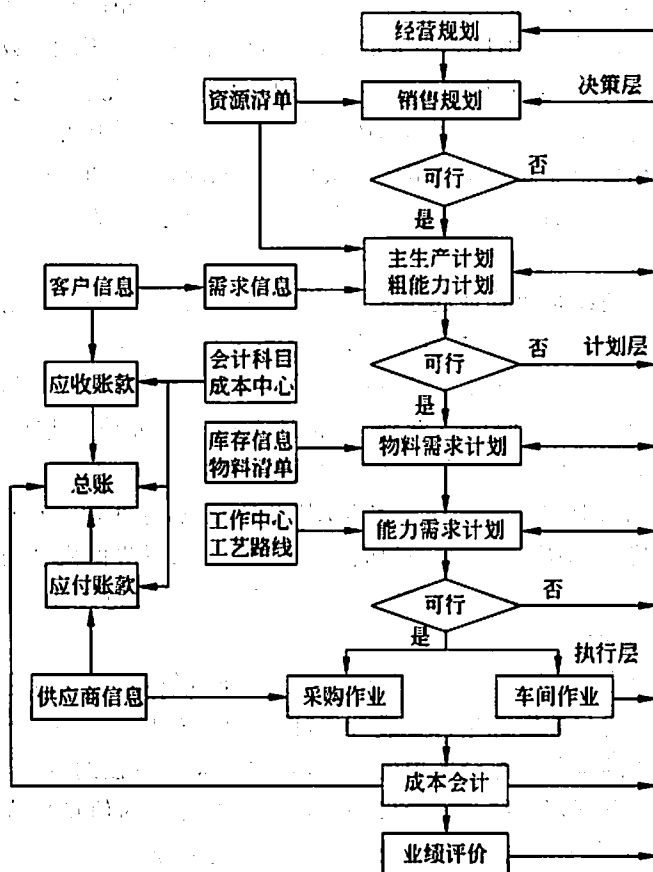 经营规划
资源清单
销售规划
决策层
可行
否
是
客户信息
需求信息
主生产计划
粗能力计划
可行
否
计划层
是
应收账款
会计科目
成本中心
库存信息
物料清单
物料需求计划
总账
工作中心
工艺路线
能力需求计划
应付账款
可行
否
是
执行层
供应商信息
采购作业
车间作业
成本会计
业绩评价